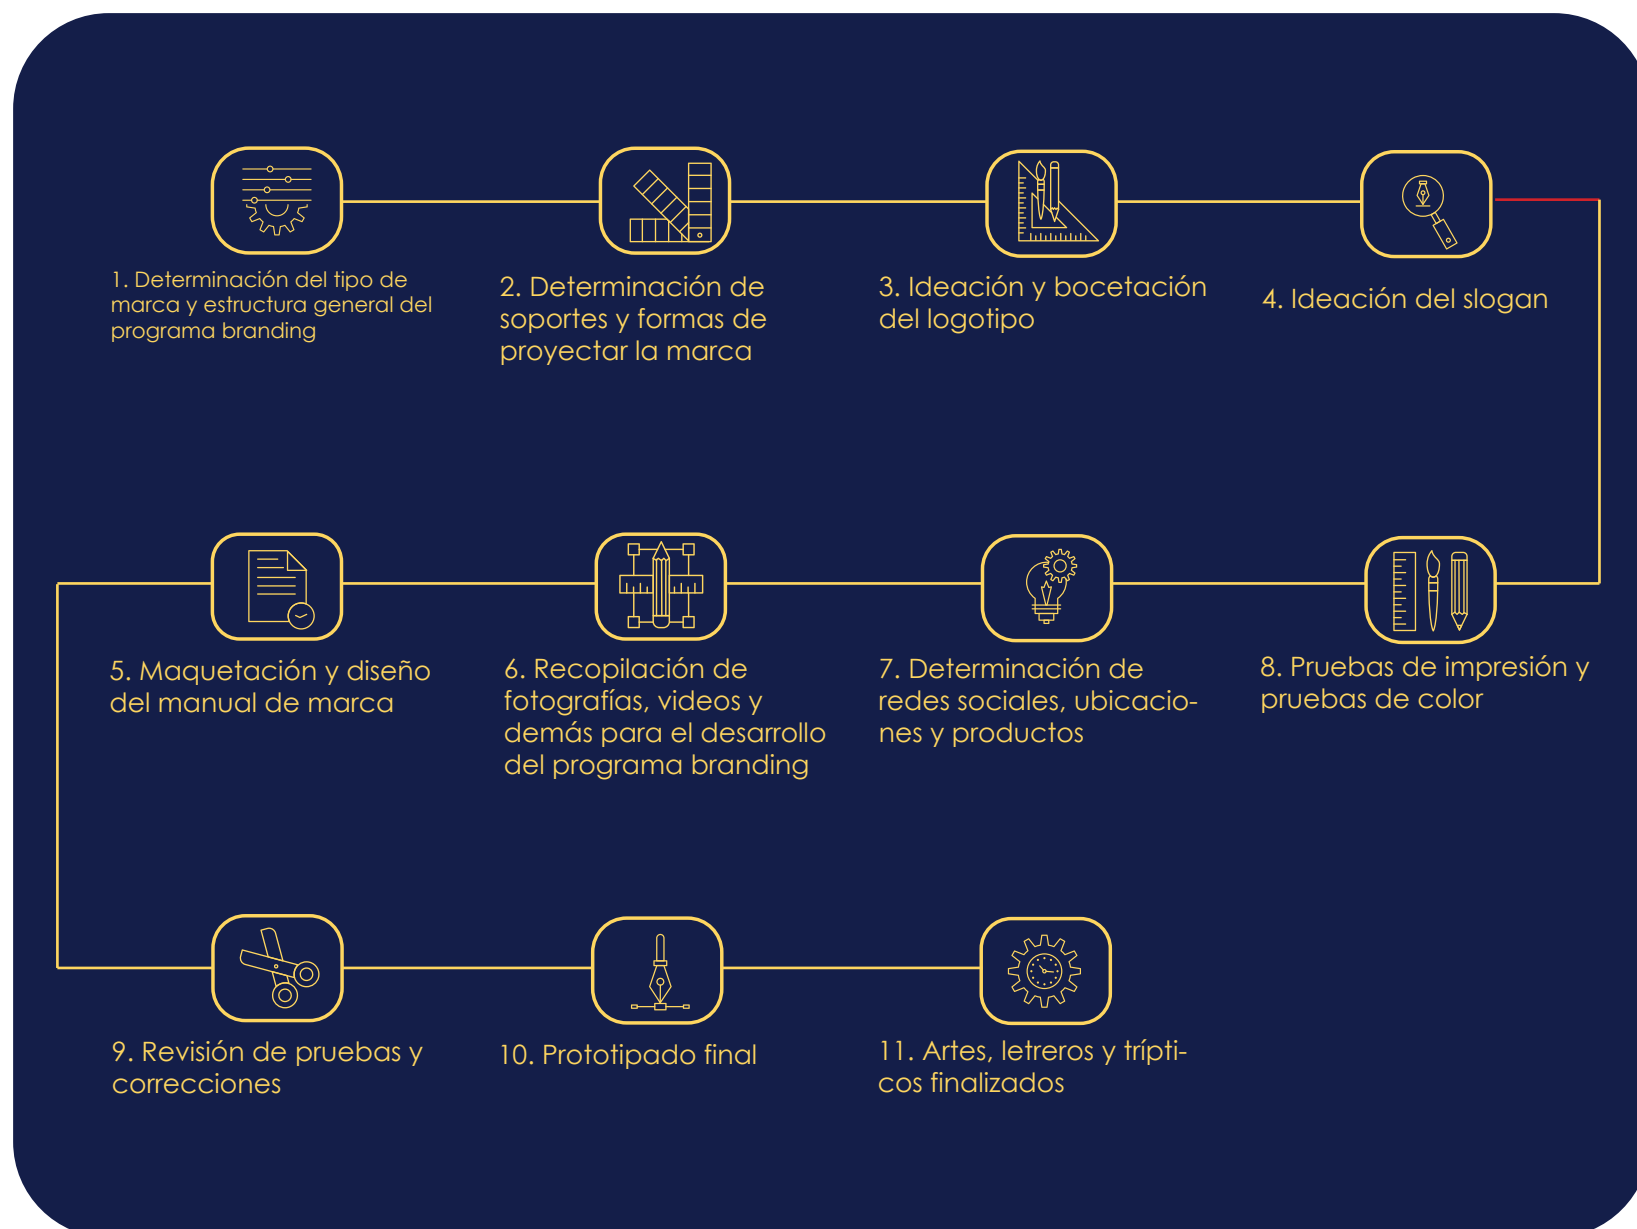 1. Determinación del tipo de
marca y estructura general del
programa branding
2. Determinación de
soportes y formas de
proyectar la marca
3. Ideación y bocetación
del logotipo
4. Ideación del slogan
5. Maquetación y diseño
del manual de marca
6. Recopilación de
fotografías, videos y
demás para el desarrollo
del programa branding
7. Determinación de
redes sociales, ubicacio-
nes y productos
8. Pruebas de impresión y
pruebas de color
9. Revisión de pruebas y
correcciones
10. Prototipado final
11. Artes, letreros y trípti-
cos finalizados